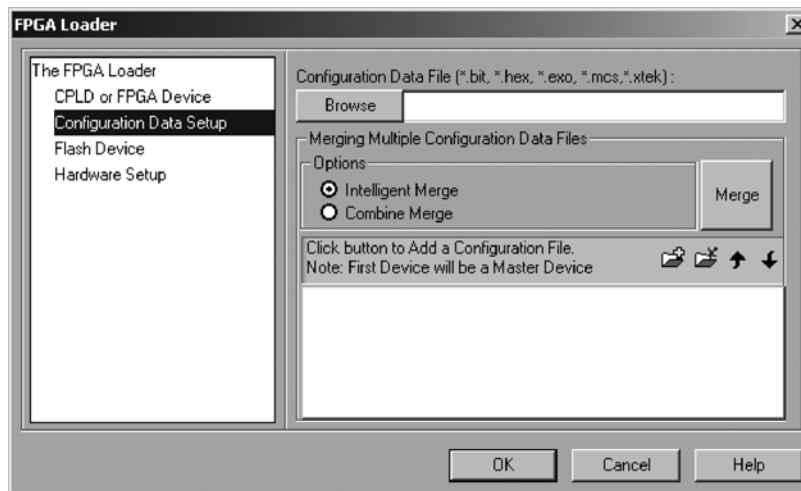 FPGA Loader
The FPGA Loader
CPLD or FPGA Device
Configuration Data Setup
Flash Device
Hardware Setup
Configuration Data File (*.bit, *.hex, *.exo, *.mcs,*.xtek) :
Browse
Merging Multiple Configuration Data Files
Options
Intelligent Merge
Combine Merge
Merge
Click button to Add a Configuration File.
Note: First Device will be a Master Device
OK
Cancel
Help